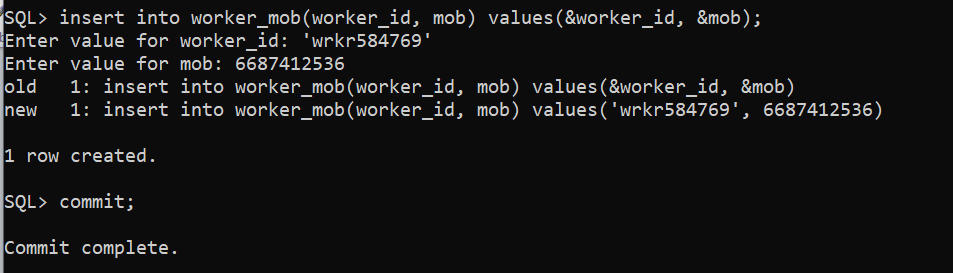 SQL> insert into worker_mob(worker_id, mob) values(&worker_id, &mob);
Enter value for worker_id: 'wrkr584769'
Enter value for mob: 6687412536
old   1: insert into worker_mob(worker_id, mob) values(&worker_id, &mob)
new   1: insert into worker_mob(worker_id, mob) values('wrkr584769', 6687412536)
1 row created.
SQL> commit;
Commit complete.